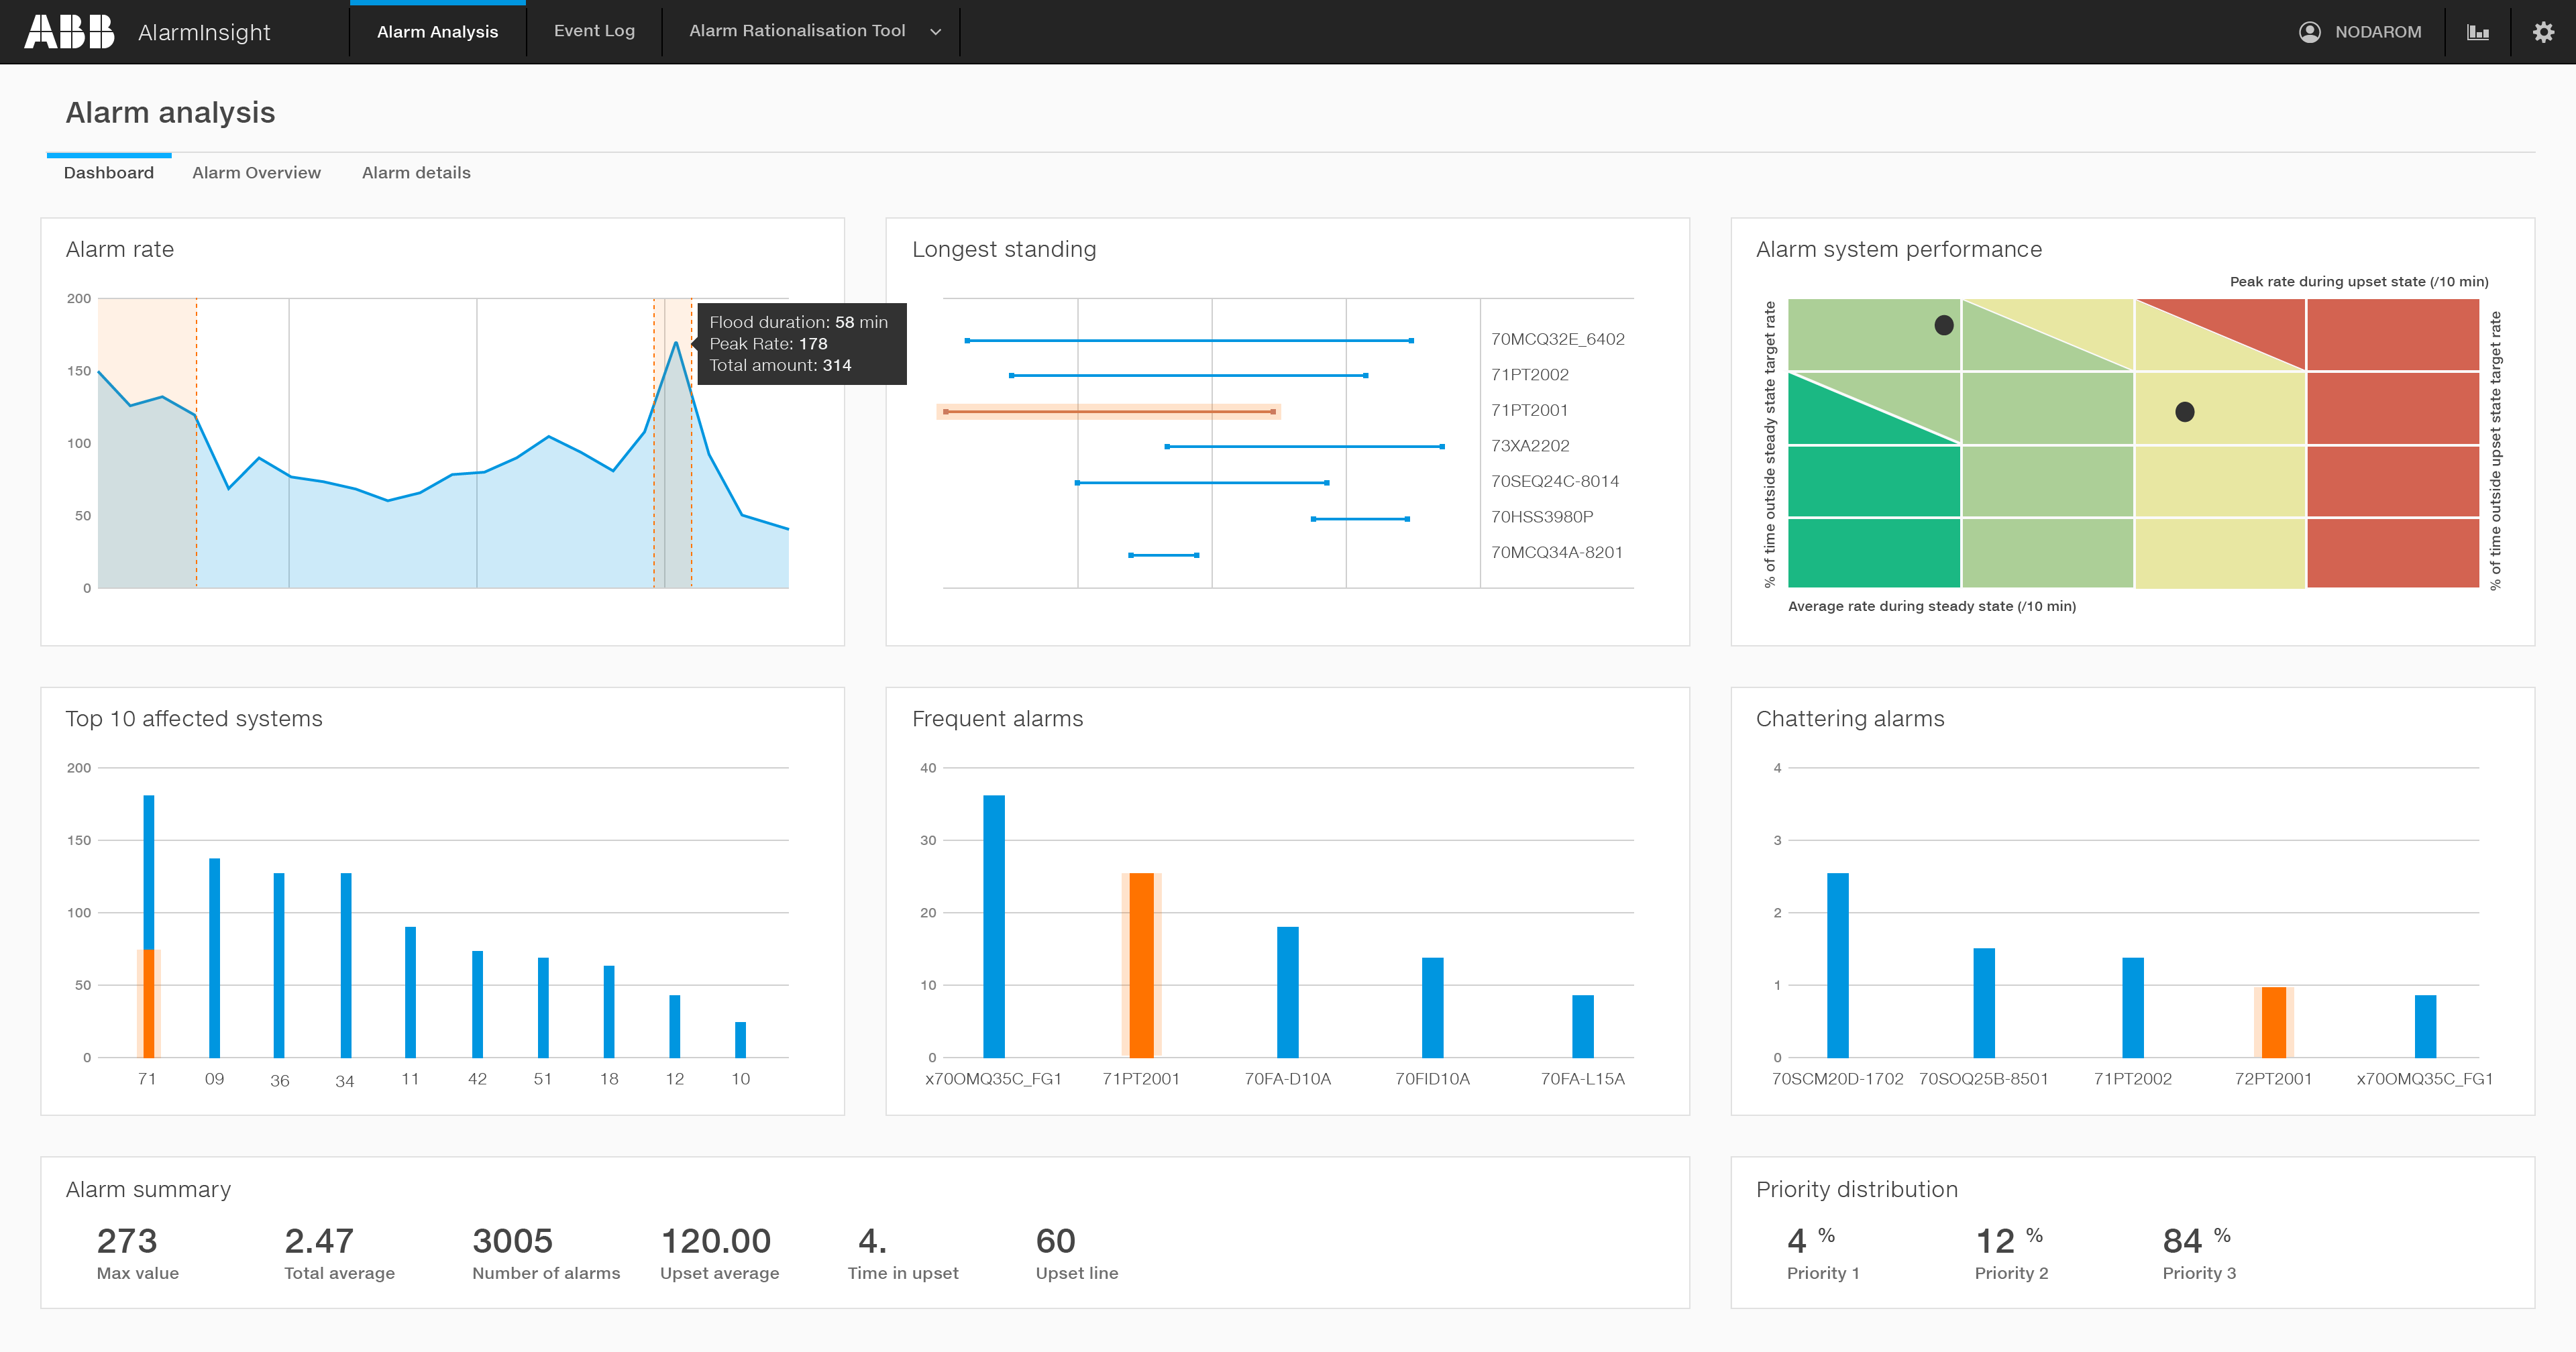 ABB AlarmInsight Alarm Analysis Event Log Alarm Rationalisation Tool NODAROM
Alarm analysis
Dashboard Alarm Overview Alarm details
Alarm rate
200
150
100
50
0
Flood duration: 58 min
Peak Rate: 178
Total amount: 314
Longest standing
70MCQ32E_6402
71PT2002
71PT2001
73XA2202
70SEQ24C-8014
70HSS3980P
70MCQ34A-8201
Alarm system performance
Peak rate during upset state (/10 min)
% of time outside steady state target rate
% of time outside upset state target rate
Average rate during steady state (/10 min)
Top 10 affected systems
200
150
100
50
0
71 09 36 34 11 42 51 18 12 10
Frequent alarms
40
30
20
10
0
x70OMQ35C_FG1 71PT2001 70FA-D10A 70FID10A 70FA-L15A
Chattering alarms
4
3
2
1
0
70SCM20D-1702 70SOQ25B-8501 71PT2002 72PT2001 x70OMQ35C_FG1
Alarm summary
273 2.47 3005 120.00 4. 60
Max value Total average Number of alarms Upset average Time in upset Upset line
Priority distribution
4 % 12 % 84 %
Priority 1 Priority 2 Priority 3